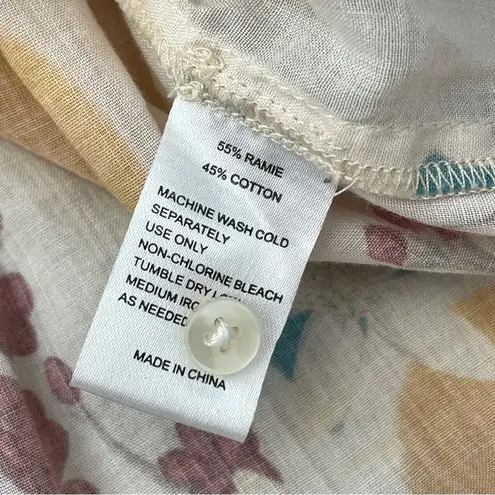 55% RAMIE
45% COTTON
MACHINE WASH COLD
SEPARATELY
USE ONLY
NON-CHLORINE BLEACH
TUMBLE DRY LOW
MEDIUM IRON
AS NEEDED
MADE IN CHINA